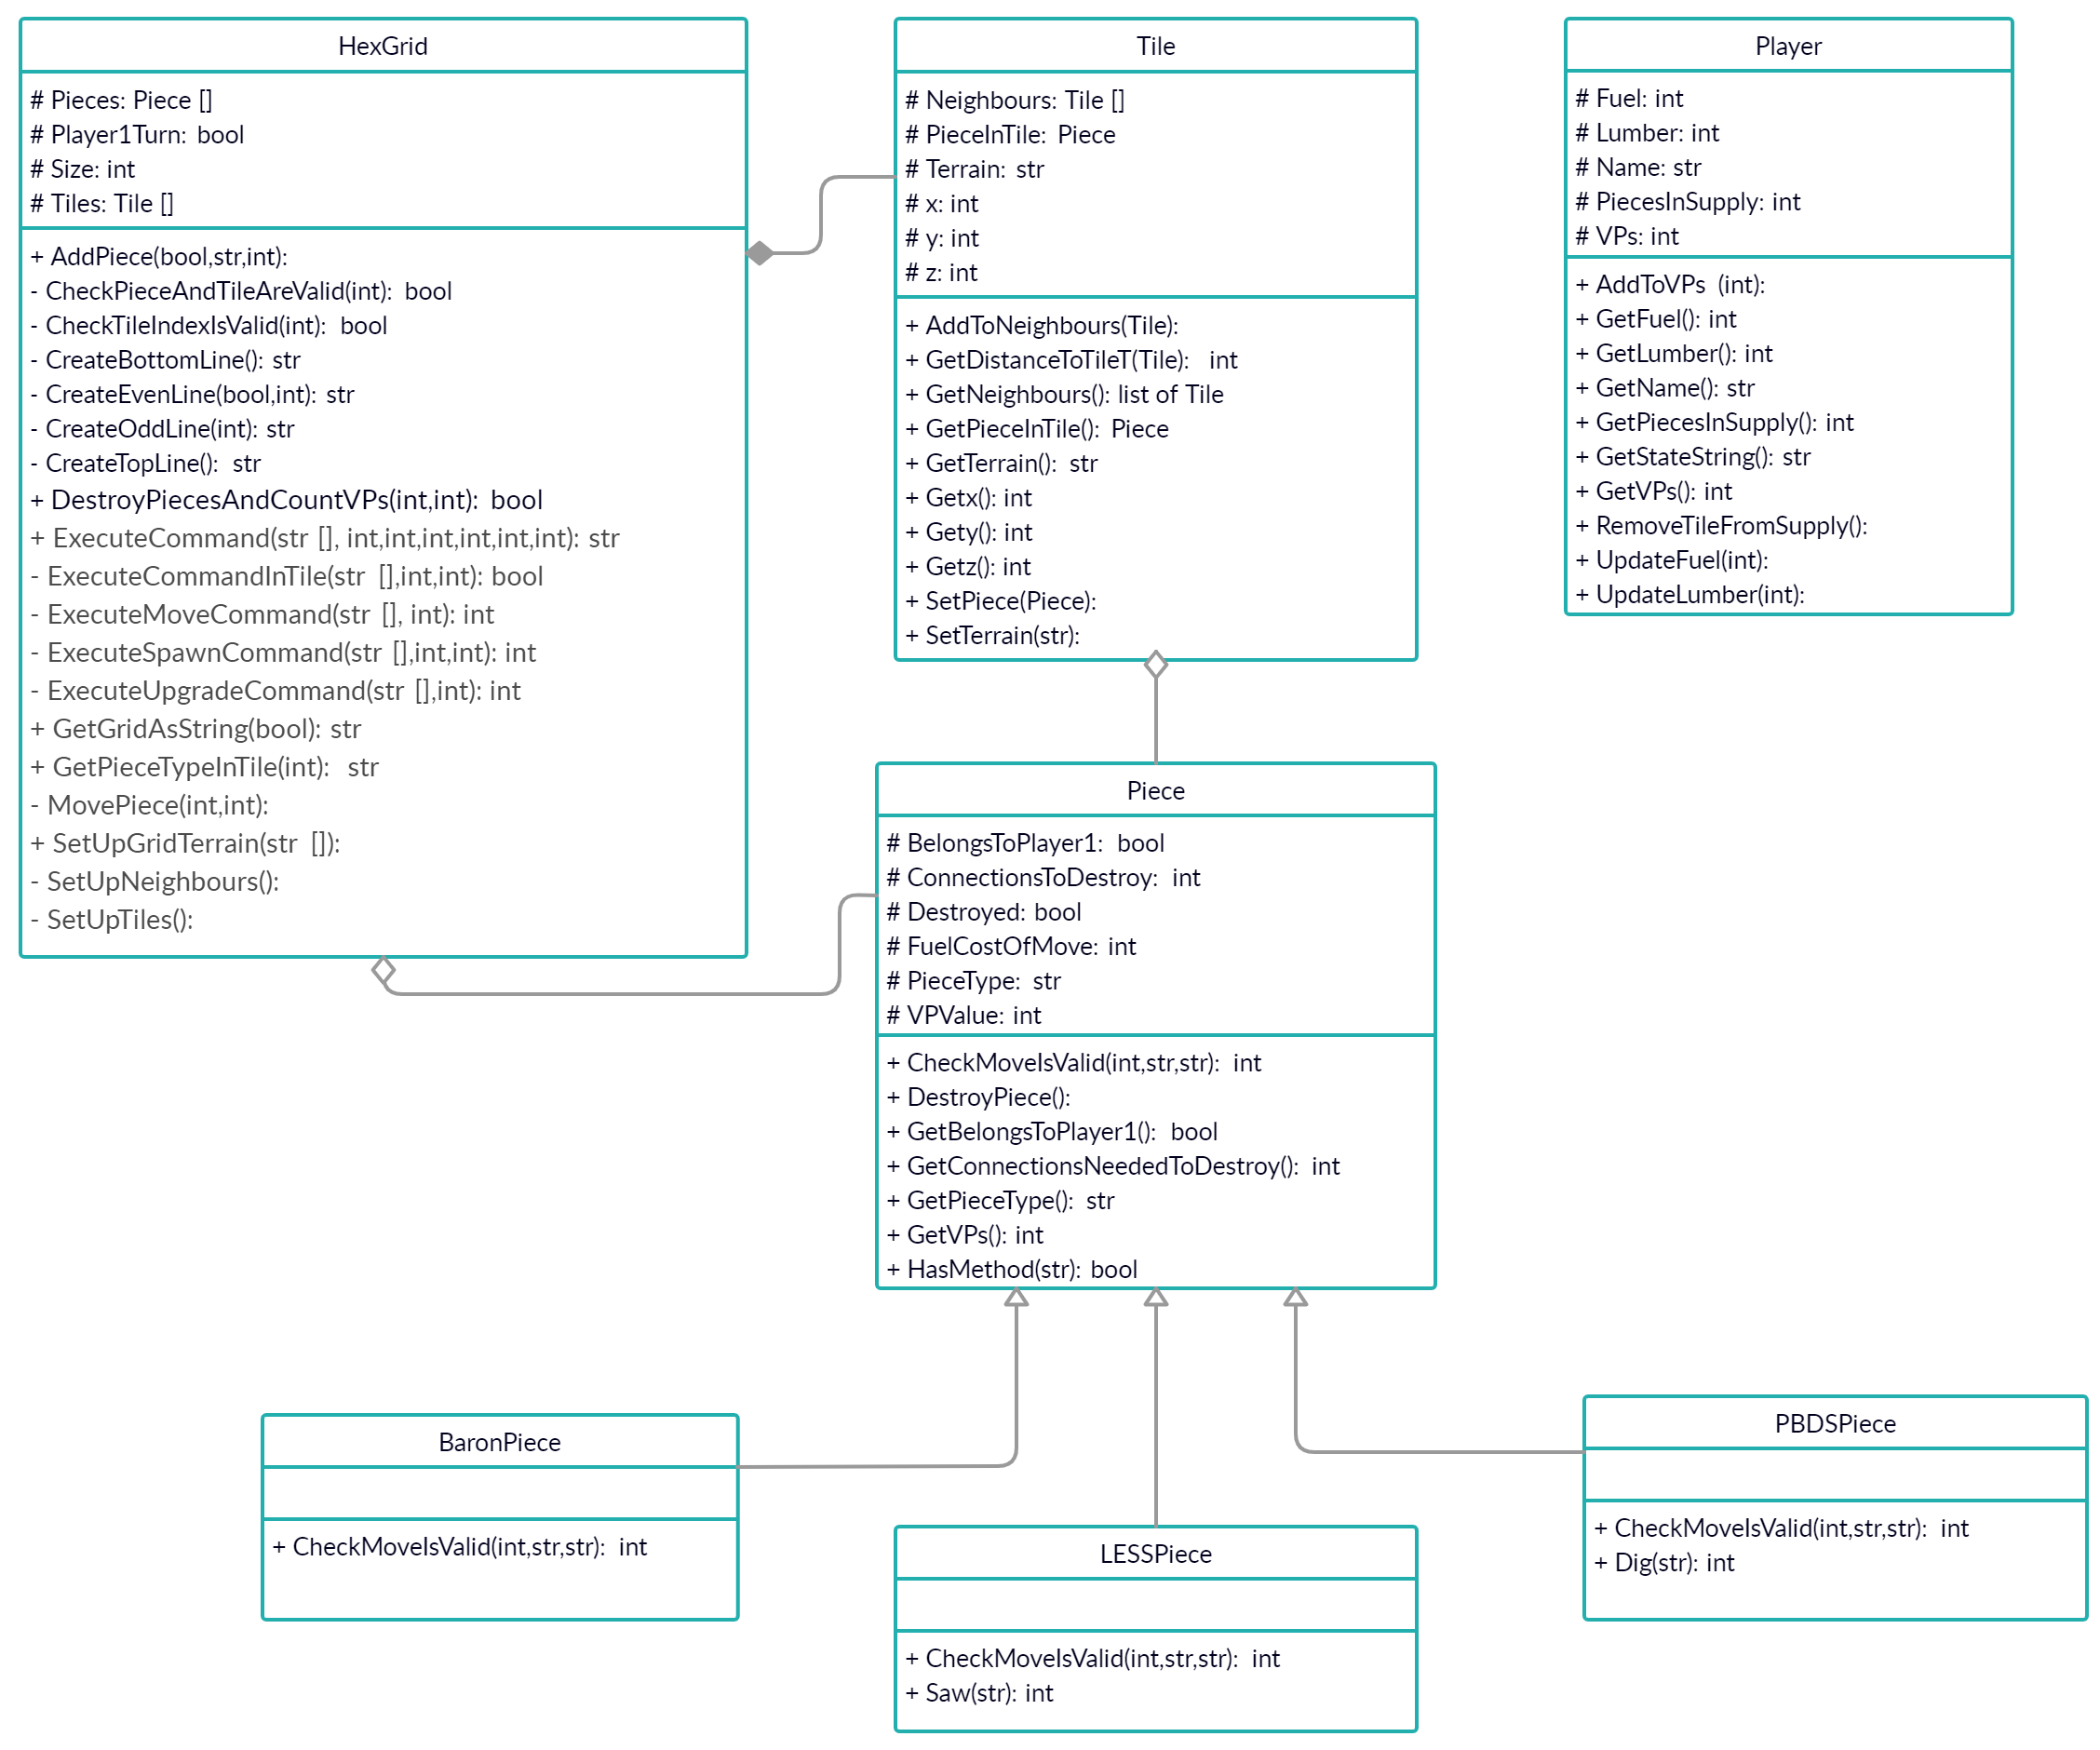 HexGrid
# Pieces: Piece []
# Player1Turn: bool
# Size: int
# Tiles: Tile []
+ AddPiece(bool,str,int):
- CheckPieceAndTileAreValid(int): bool
- CheckTileIndexIsValid(int): bool
- CreateBottomLine(): str
- CreateEvenLine(bool,int): str
- CreateOddLine(int): str
- CreateTopLine(): str
+ DestroyPiecesAndCountVPs(int,int): bool
+ ExecuteCommand(str [], int,int,int,int,int,int): str
- ExecuteCommandInTile(str [],int,int): bool
- ExecuteMoveCommand(str [], int): int
- ExecuteSpawnCommand(str [],int,int): int
- ExecuteUpgradeCommand(str [],int): int
+ GetGridAsString(bool): str
+ GetPieceTypeInTile(int): str
- MovePiece(int,int):
+ SetUpGridTerrain(str []):
- SetUpNeighbours():
- SetUpTiles():
Tile
# Neighbours: Tile []
# PieceInTile: Piece
# Terrain: str
# x: int
# y: int
# z: int
+ AddToNeighbours(Tile):
+ GetDistanceToTileT(Tile): int
+ GetNeighbours(): list of Tile
+ GetPieceInTile(): Piece
+ GetTerrain(): str
+ Getx(): int
+ Gety(): int
+ Getz(): int
+ SetPiece(Piece):
+ SetTerrain(str):
Player
# Fuel: int
# Lumber: int
# Name: str
# PiecesInSupply: int
# VPs: int
+ AddToVPs (int):
+ GetFuel(): int
+ GetLumber(): int
+ GetName(): str
+ GetPiecesInSupply(): int
+ GetStateString(): str
+ GetVPs(): int
+ RemoveTileFromSupply():
+ UpdateFuel(int):
+ UpdateLumber(int):
Piece
# BelongsToPlayer1: bool
# ConnectionsToDestroy: int
# Destroyed: bool
# FuelCostOfMove: int
# PieceType: str
# VPValue: int
+ CheckMoveIsValid(int,str,str): int
+ DestroyPiece():
+ GetBelongsToPlayer1(): bool
+ GetConnectionsNeededToDestroy(): int
+ GetPieceType(): str
+ GetVPs(): int
+ HasMethod(str): bool
BaronPiece
+ CheckMoveIsValid(int,str,str): int
LESSPiece
+ CheckMoveIsValid(int,str,str): int
+ Saw(str): int
PBDSPiece
+ CheckMoveIsValid(int,str,str): int
+ Dig(str): int